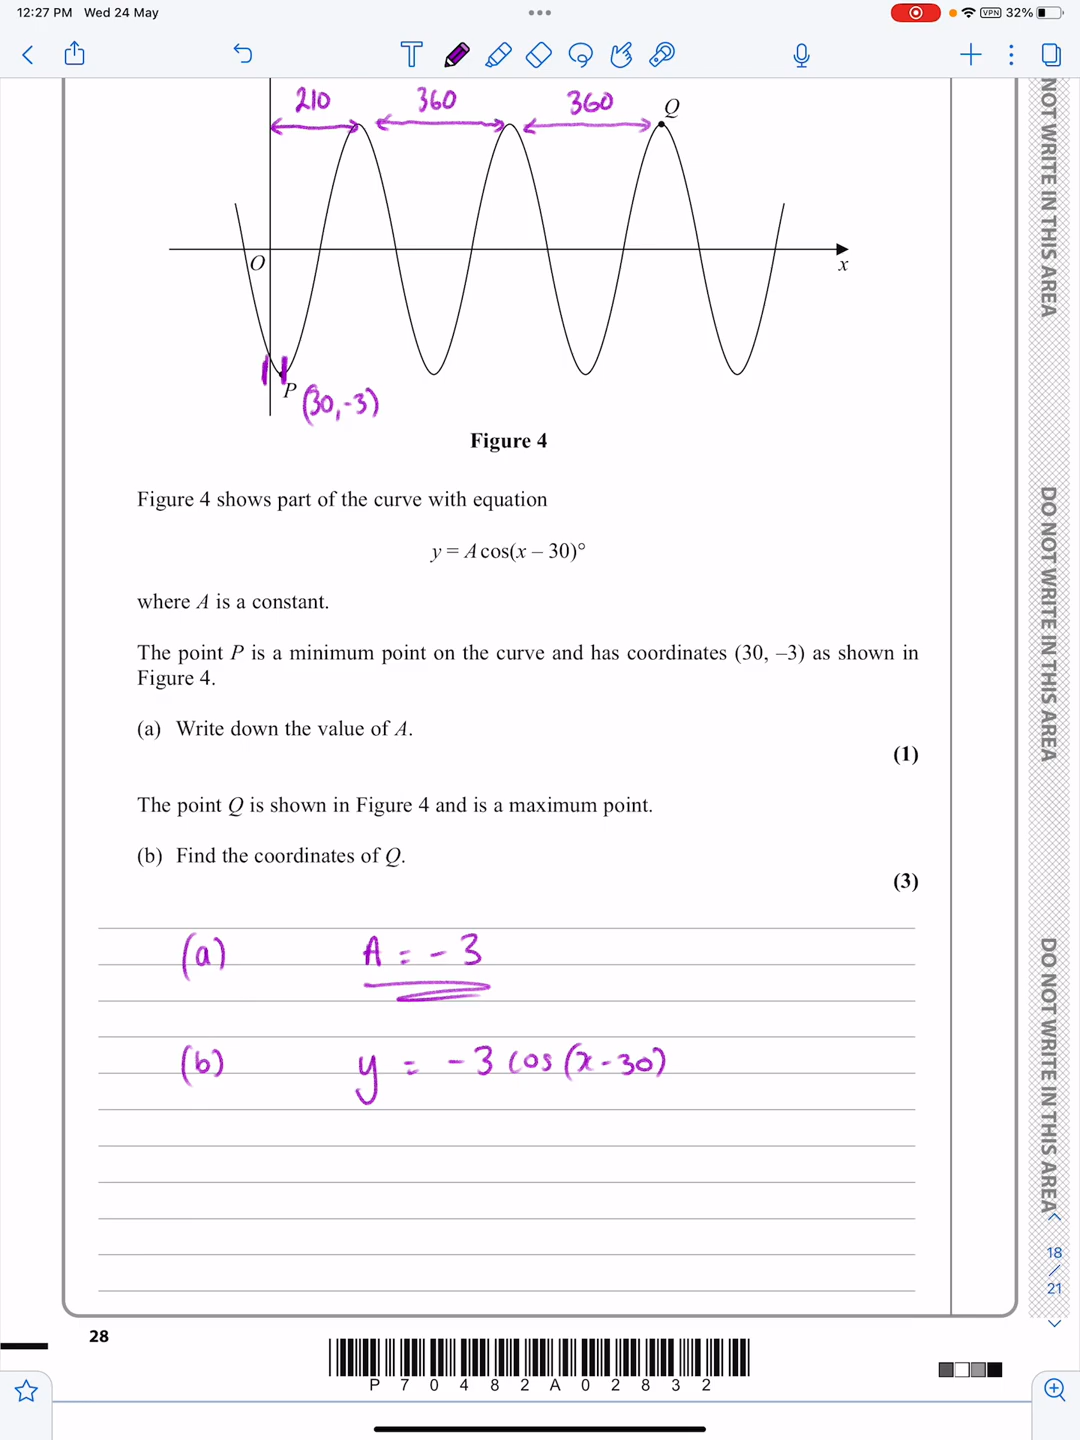 12:27 PM Wed 24 May
VPN 32%
T
210 360 360 Q
O
x
P (30,-3)
Figure 4
Figure 4 shows part of the curve with equation
y = A cos(x – 30)°
where A is a constant.
The point P is a minimum point on the curve and has coordinates (30, –3) as shown in
Figure 4.
(a) Write down the value of A.
(1)
The point Q is shown in Figure 4 and is a maximum point.
(b) Find the coordinates of Q.
(3)
(a) A = - 3
(b) y = - 3 cos (x - 30)
28
P 7 0 4 8 2 A 0 2 8 3 2
NOT WRITE IN THIS AREA
DO NOT WRITE IN THIS AREA
DO NOT WRITE IN THIS AREA
18
/
21